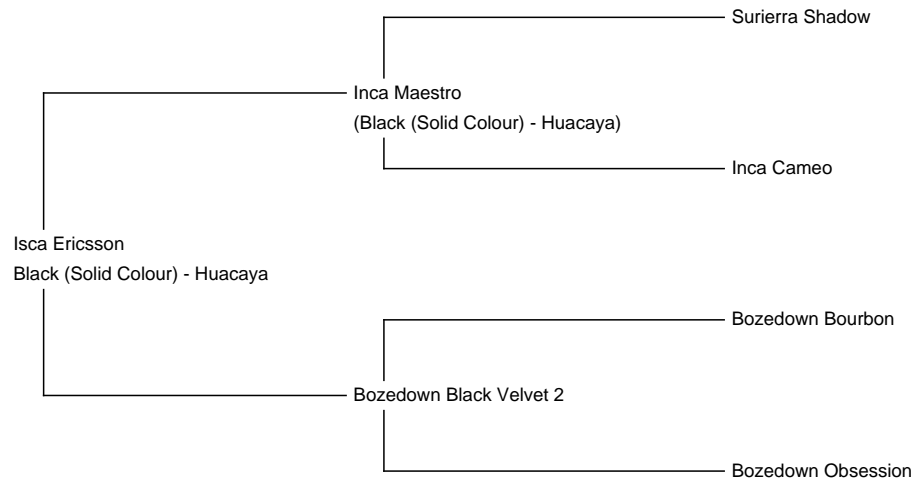 Surierra Shadow
Inca Maestro
(Black (Solid Colour) - Huacaya)
Inca Cameo
Isca Ericsson
Black (Solid Colour) - Huacaya
Bozedown Bourbon
Bozedown Black Velvet 2
Bozedown Obsession